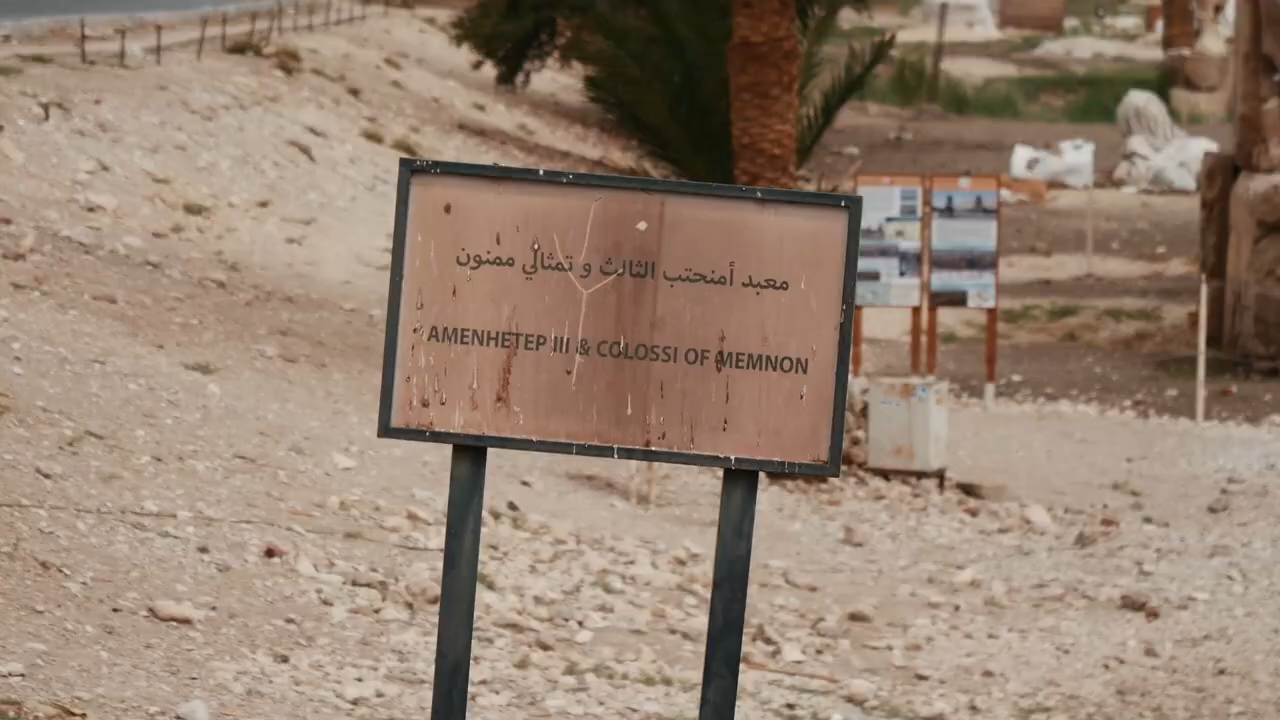 معبد أمنحتب الثالث و تمثالي ممنون
AMENHETEP III & COLOSSI OF MEMNON